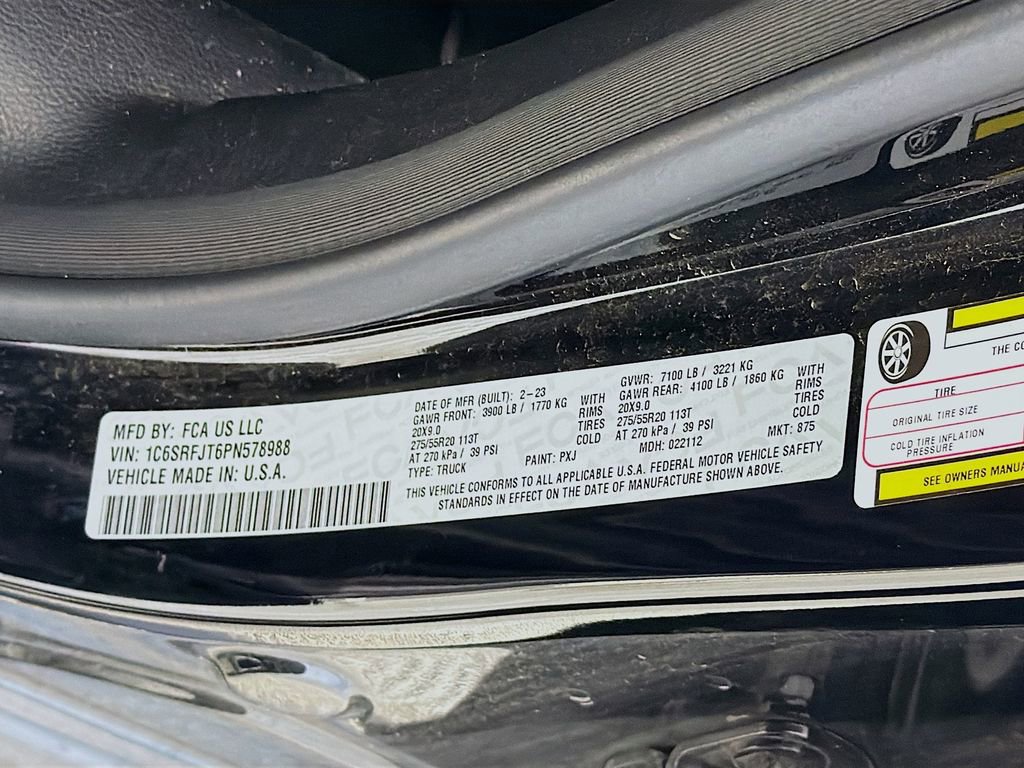 MFD BY: FCA US LLC
VIN: 1C6SRFJT6PN578988
VEHICLE MADE IN: U.S.A.
DATE OF MFR (BUILT): 2-23
GAWR FRONT: 3900 LB / 1770 KG WITH
20X9.0 RIMS
275/55R20 113T TIRES
AT 270 kPa / 39 PSI COLD
TYPE: TRUCK
PAINT: PXJ
GVWR: 7100 LB / 3221 KG
GAWR REAR: 4100 LB / 1860 KG WITH
20X9.0 RIMS
275/55R20 113T TIRES
AT 270 kPa / 39 PSI COLD
MDH: 022112 MKT: 875
THIS VEHICLE CONFORMS TO ALL APPLICABLE U.S.A. FEDERAL MOTOR VEHICLE SAFETY
STANDARDS IN EFFECT ON THE DATE OF MANUFACTURE SHOWN ABOVE.
THE CO
TIRE
ORIGINAL TIRE SIZE
COLD TIRE INFLATION
PRESSURE
SEE OWNERS MANUA